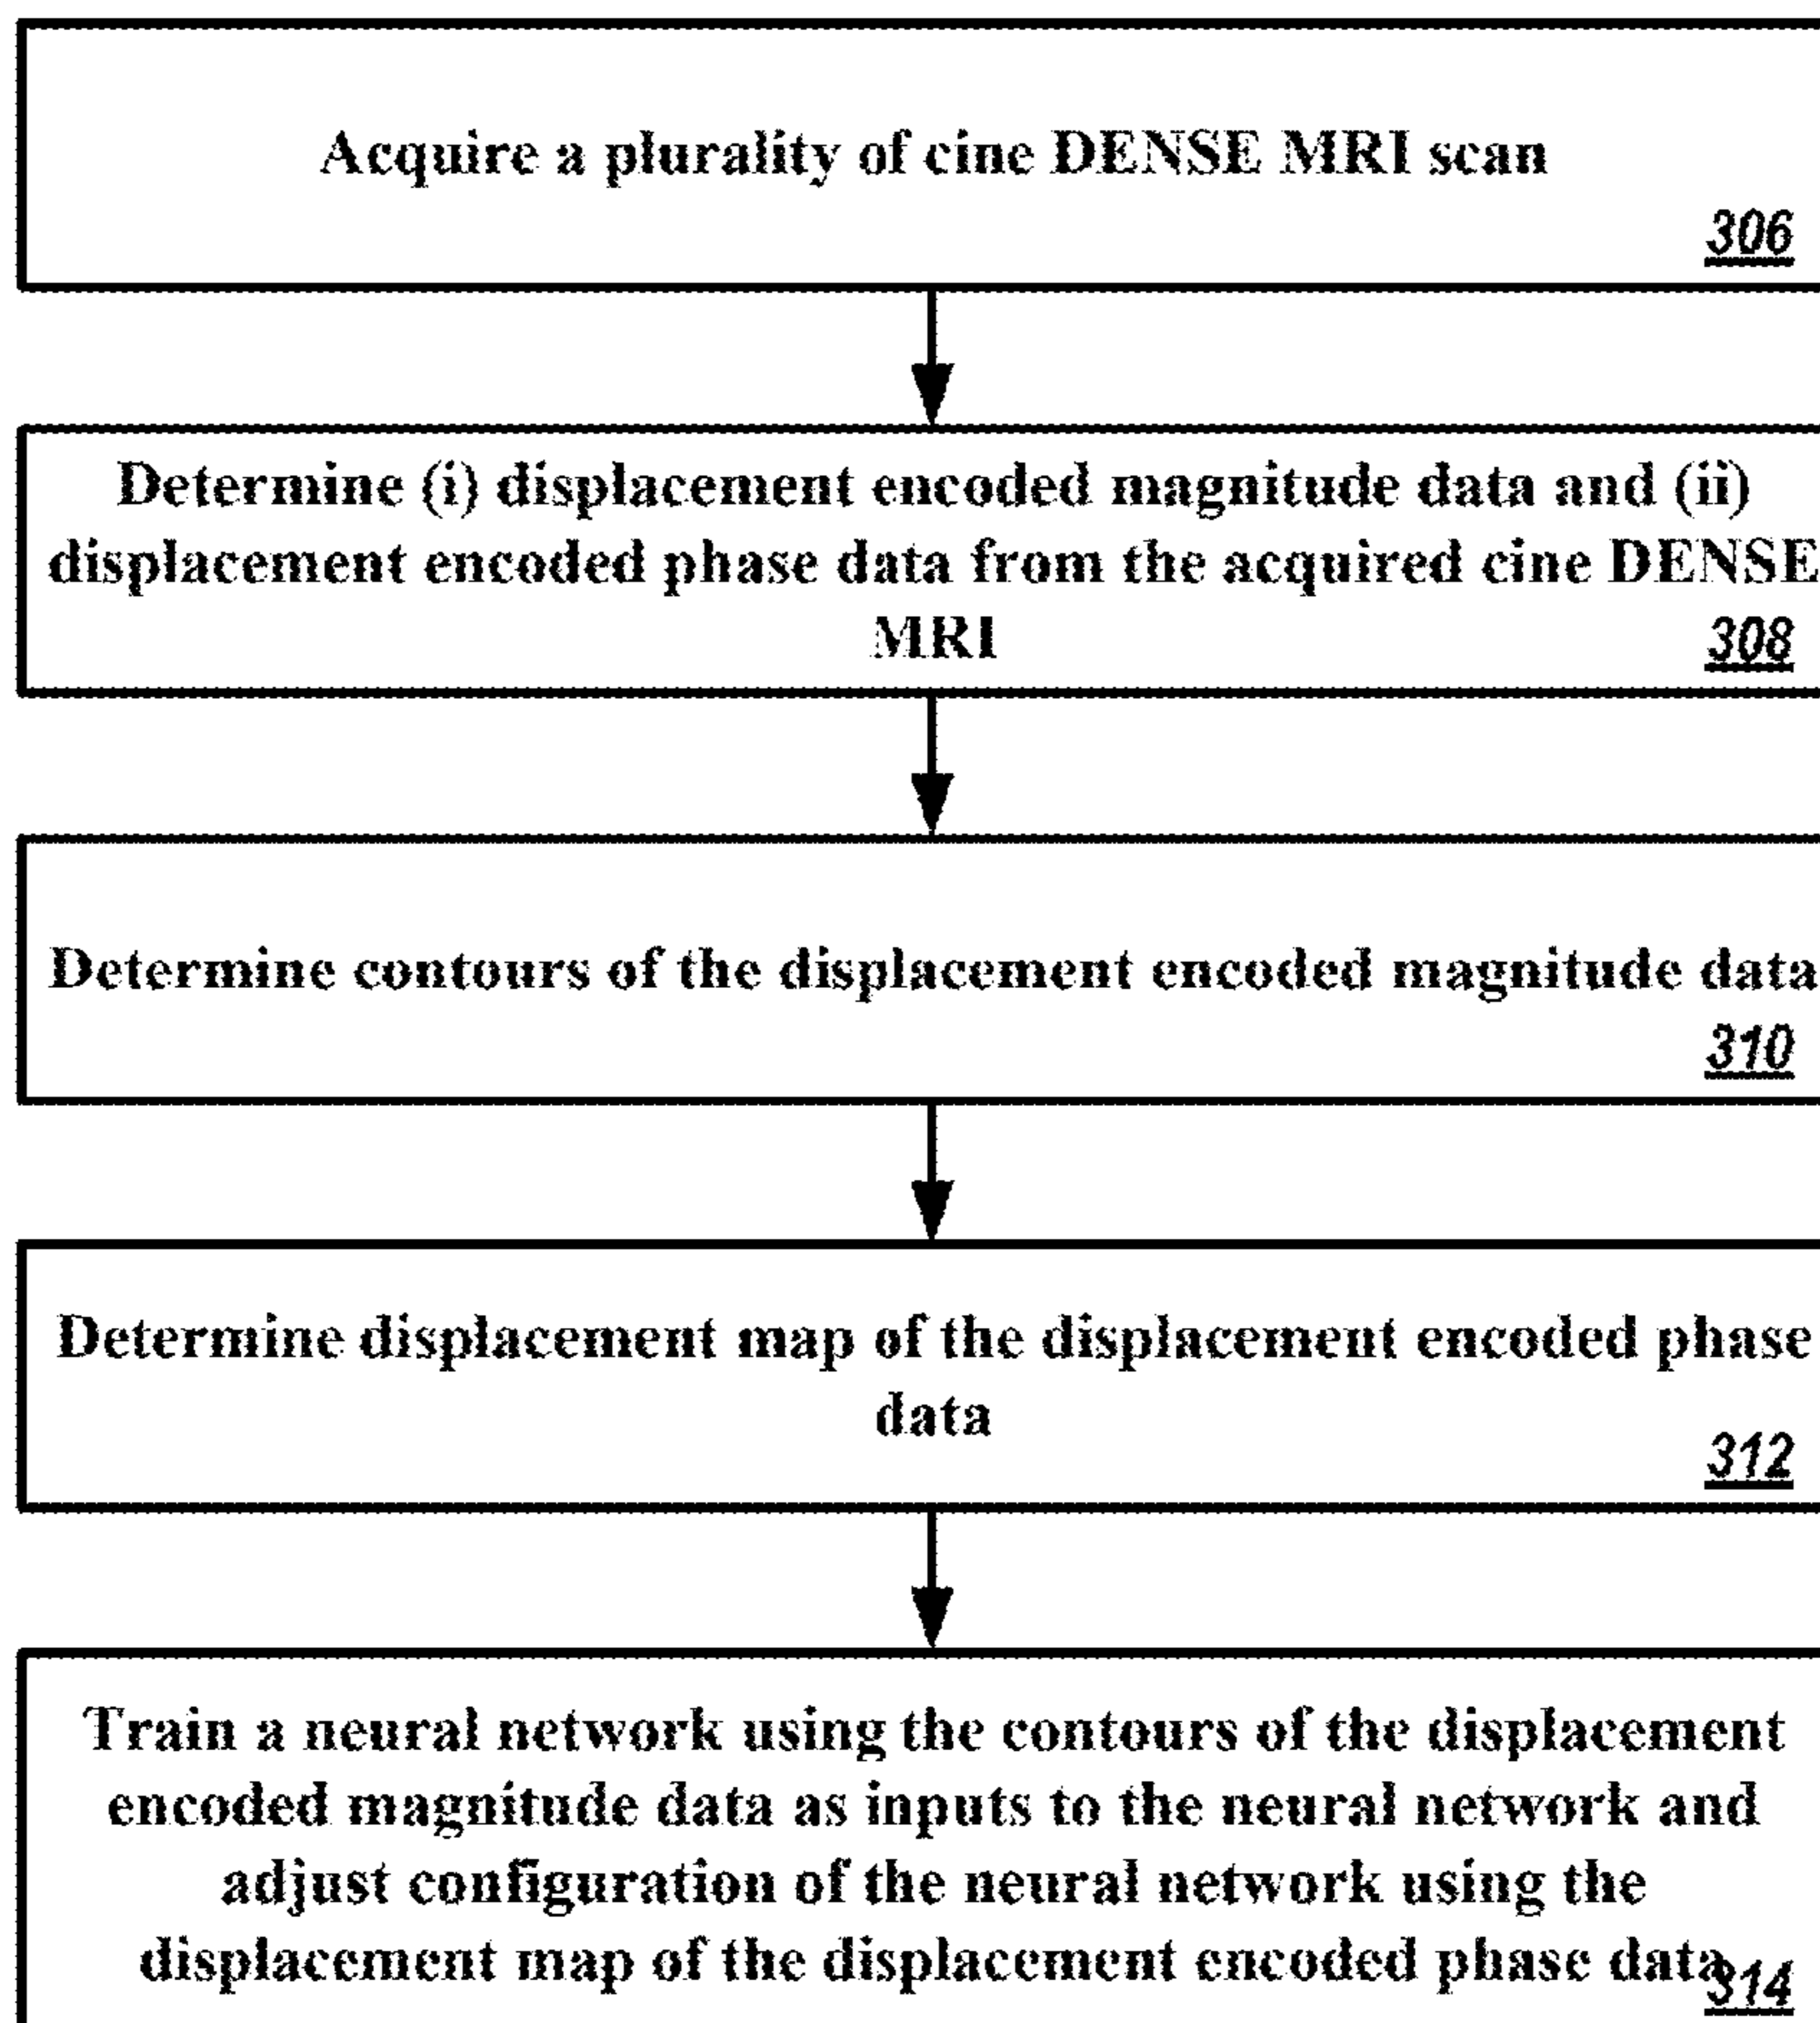 Acquire a plurality of cine DENSE MRI scan
306
Determine (i) displacement encoded magnitude data and (ii)
displacement encoded phase data from the acquired cine DENSE
MRI
308
Determine contours of the displacement encoded magnitude data
310
Determine displacement map of the displacement encoded phase
data
312
Train a neural network using the contours of the displacement
encoded magnitude data as inputs to the neural network and
adjust configuration of the neural network using the
displacement map of the displacement encoded phase data
314